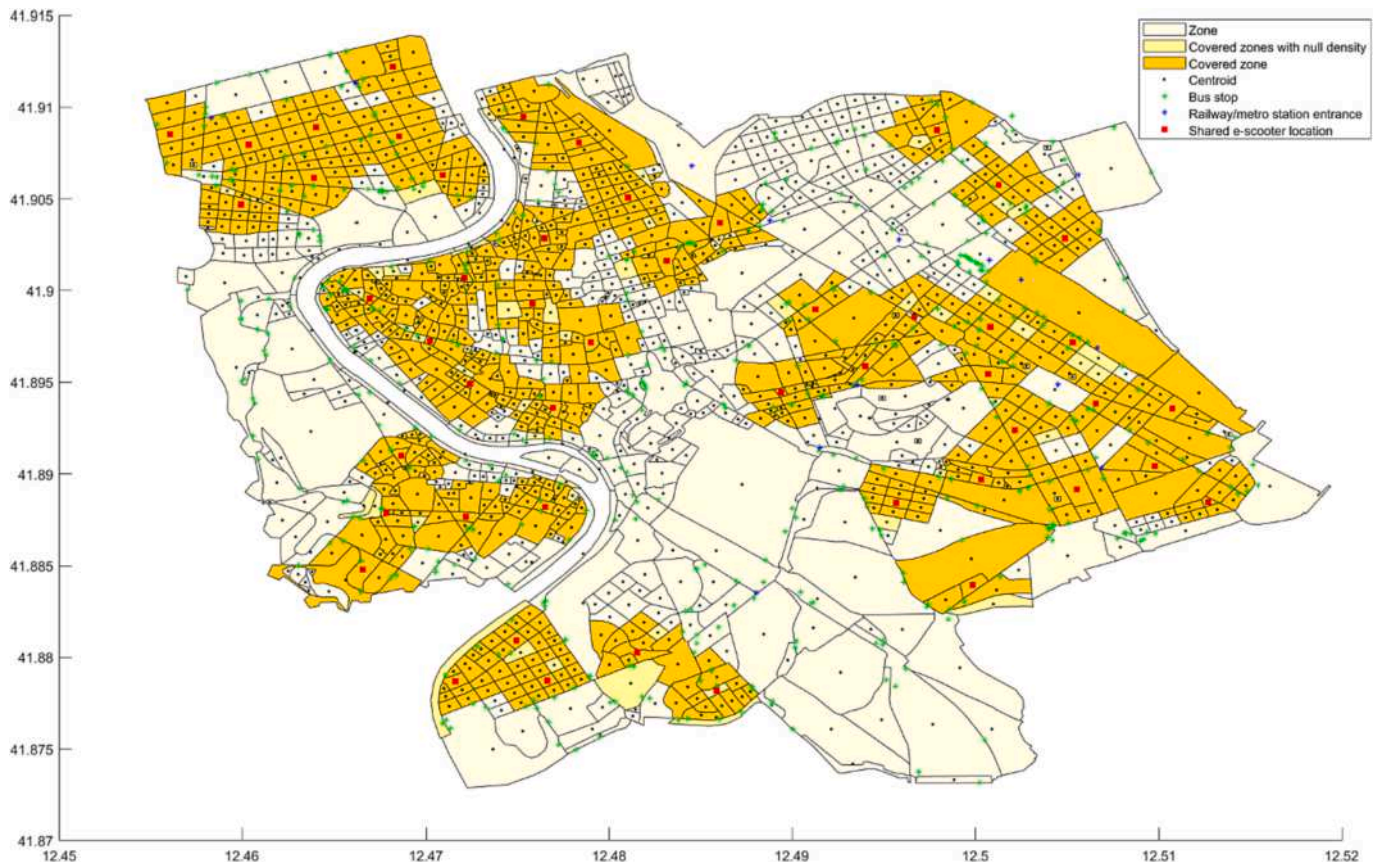 41.915
Zone
Covered zones with null density
Covered zone
Centroid
Bus stop
Railway/metro station entrance
Shared e-scooter location
41.91
41.905
41.9
41.895
41.89
41.885
41.88
41.875
41.87
12.45 12.46 12.47 12.48 12.49 12.5 12.51 12.52